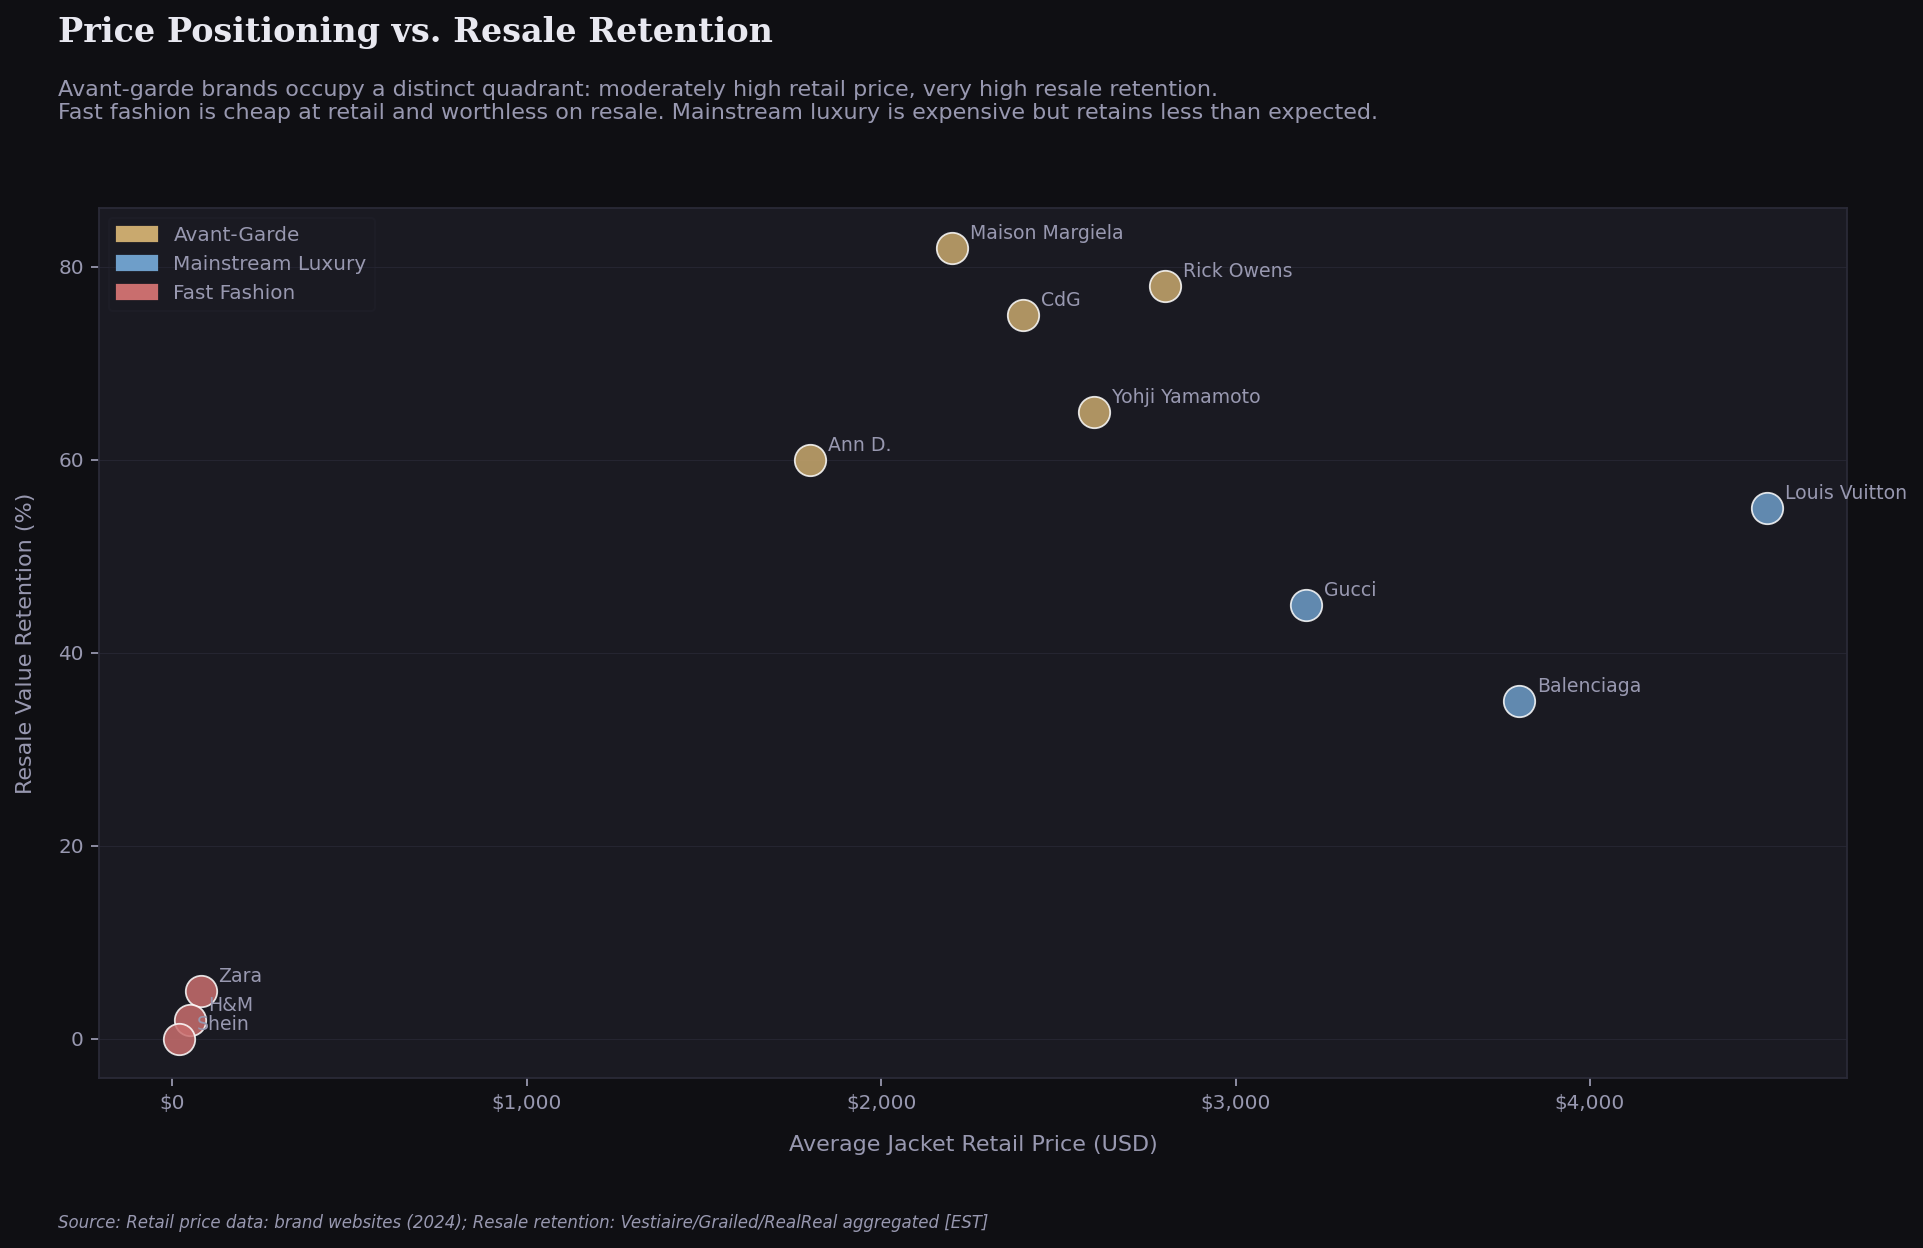 Price Positioning vs. Resale Retention
Avant-garde brands occupy a distinct quadrant: moderately high retail price, very high resale retention.
Fast fashion is cheap at retail and worthless on resale. Mainstream luxury is expensive but retains less than expected.
Avant-Garde
Mainstream Luxury
Fast Fashion
Maison Margiela
Rick Owens
CdG
Yohji Yamamoto
Ann D.
Louis Vuitton
Gucci
Balenciaga
Zara
H&M
Shein
80
60
40
20
0
Resale Value Retention (%)
$0
$1,000
$2,000
$3,000
$4,000
Average Jacket Retail Price (USD)
Source: Retail price data: brand websites (2024); Resale retention: Vestiaire/Grailed/RealReal aggregated [EST]